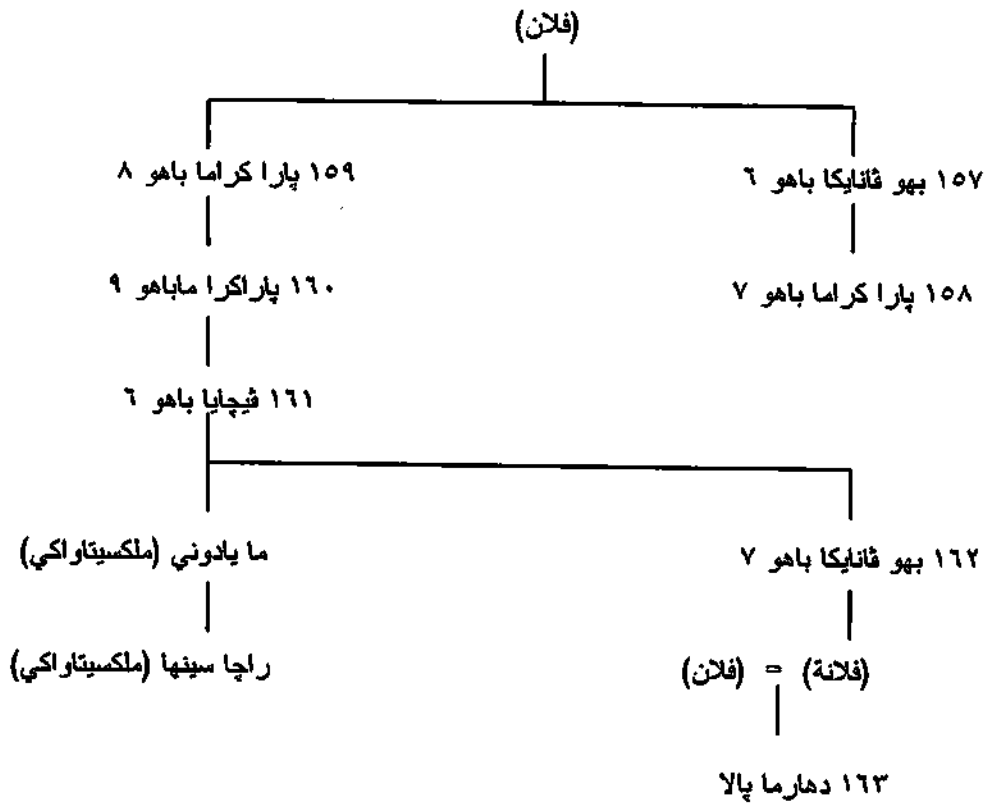 (فلان)
١٥٧ بهو ڤانايكا باهو ٦
١٥٩ پارا كراما باهو ٨
١٥٨ پارا كراما باهو ٧
١٦٠ پاراكرا ماباهو ٩
١٦١ ڤيچايا باهو ٦
١٦٢ بهو ڤانايكا باهو ٧
ما يادوني (ملكسيتاواكي)
(فلانة) = (فلان)
راچا سينها (ملكسيتاواكي)
١٦٣ دهارما پالا